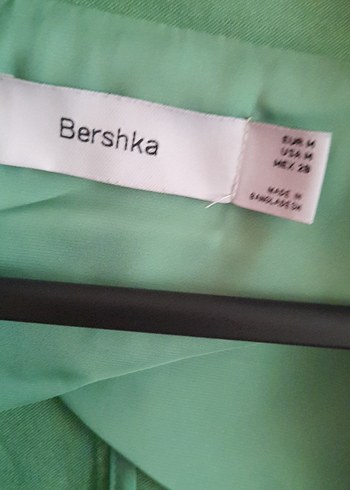 Bershka
EUR M
USA M
MEX 28
MADE IN
BANGLADESH